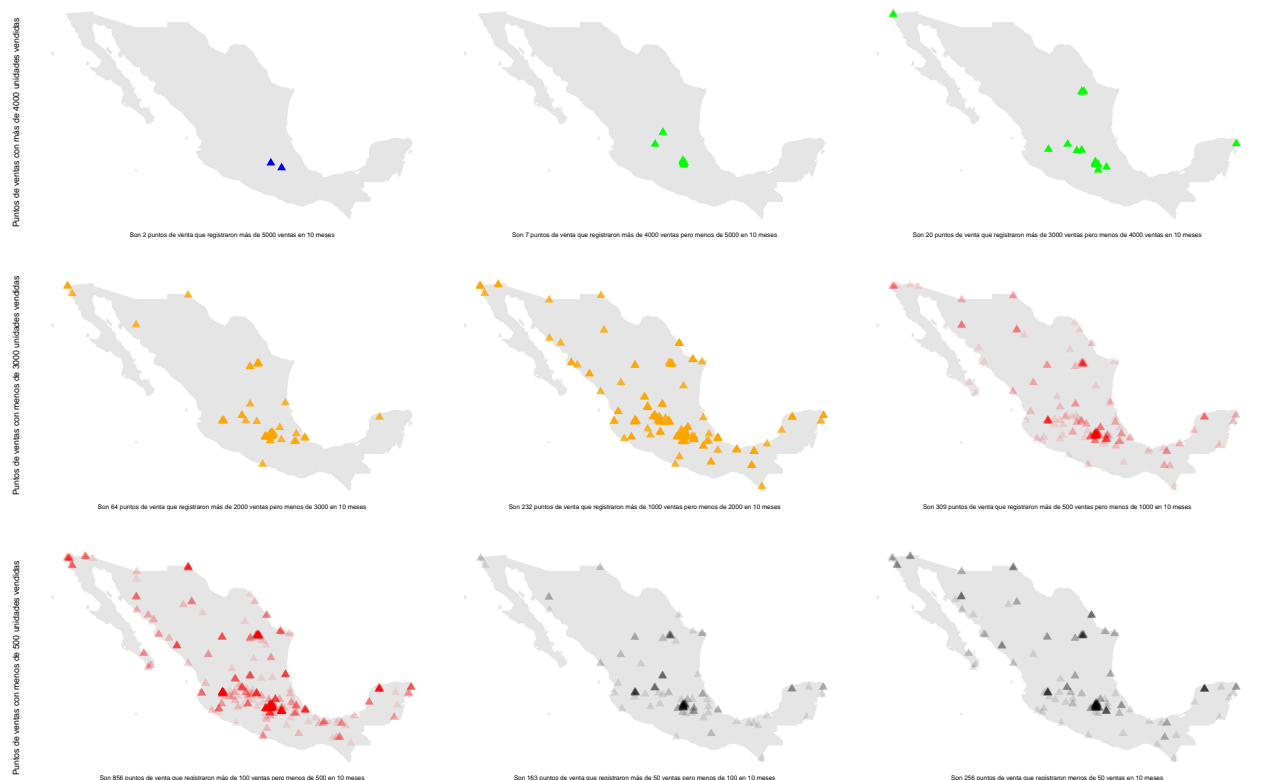 Puntos de ventas con más de 4000 unidades vendidas
Son 2 puntos de venta que registraron más de 5000 ventas en 10 meses
Son 7 puntos de venta que registraron más de 4000 ventas pero menos de 5000 en 10 meses
Son 20 puntos de venta que registraron más de 3000 ventas pero menos de 4000 ventas en 10 meses
Puntos de ventas con menos de 3000 unidades vendidas
Son 64 puntos de venta que registraron más de 2000 ventas pero menos de 3000 en 10 meses
Son 232 puntos de venta que registraron más de 1000 ventas pero menos de 2000 en 10 meses
Son 309 puntos de venta que registraron más de 500 ventas pero menos de 1000 en 10 meses
Puntos de ventas con menos de 500 unidades vendidas
Son 856 puntos de venta que registraron más de 100 ventas pero menos de 500 en 10 meses
Son 163 puntos de venta que registraron más de 50 ventas pero menos de 100 en 10 meses
Son 256 puntos de venta que registraron menos de 50 ventas en 10 meses